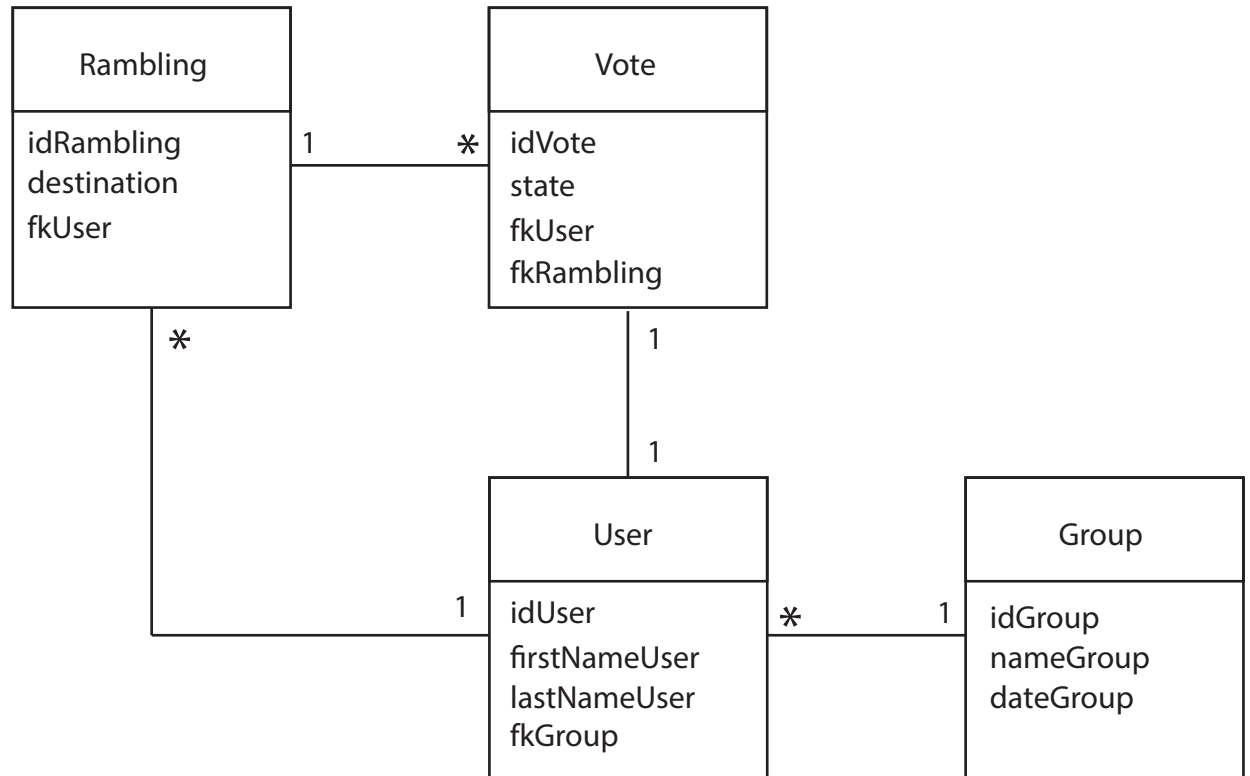 Rambling
idRambling
destination
fkUser
1
*
Vote
idVote
state
fkUser
fkRambling
*
1
1
1
User
idUser
firstNameUser
lastNameUser
fkGroup
*
1
Group
idGroup
nameGroup
dateGroup